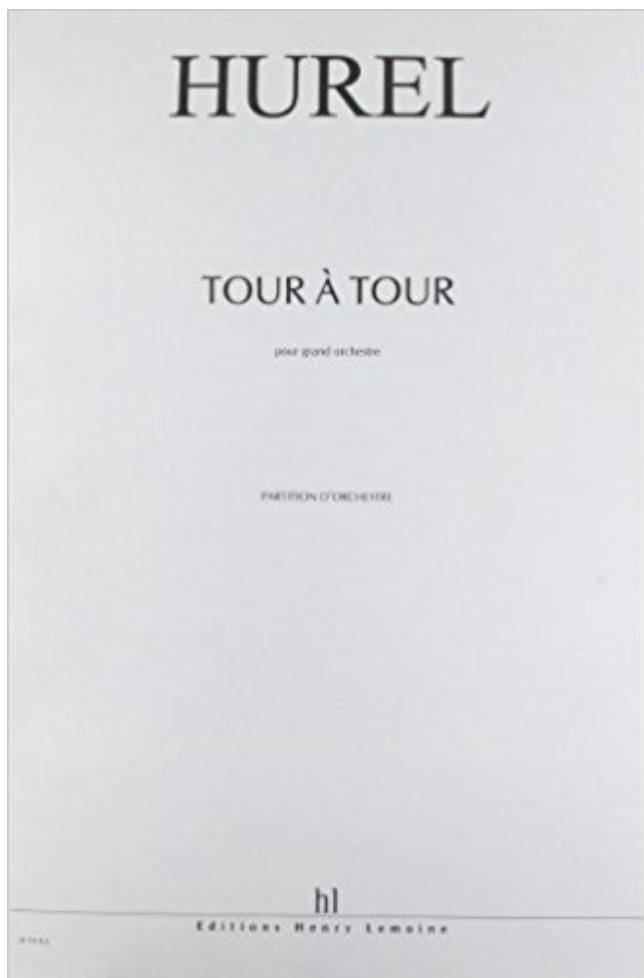 HUREL
TOUR À TOUR
pour grand orchestre
PARTITION D'ORCHESTRE
hl
Editions Henry Lemoine